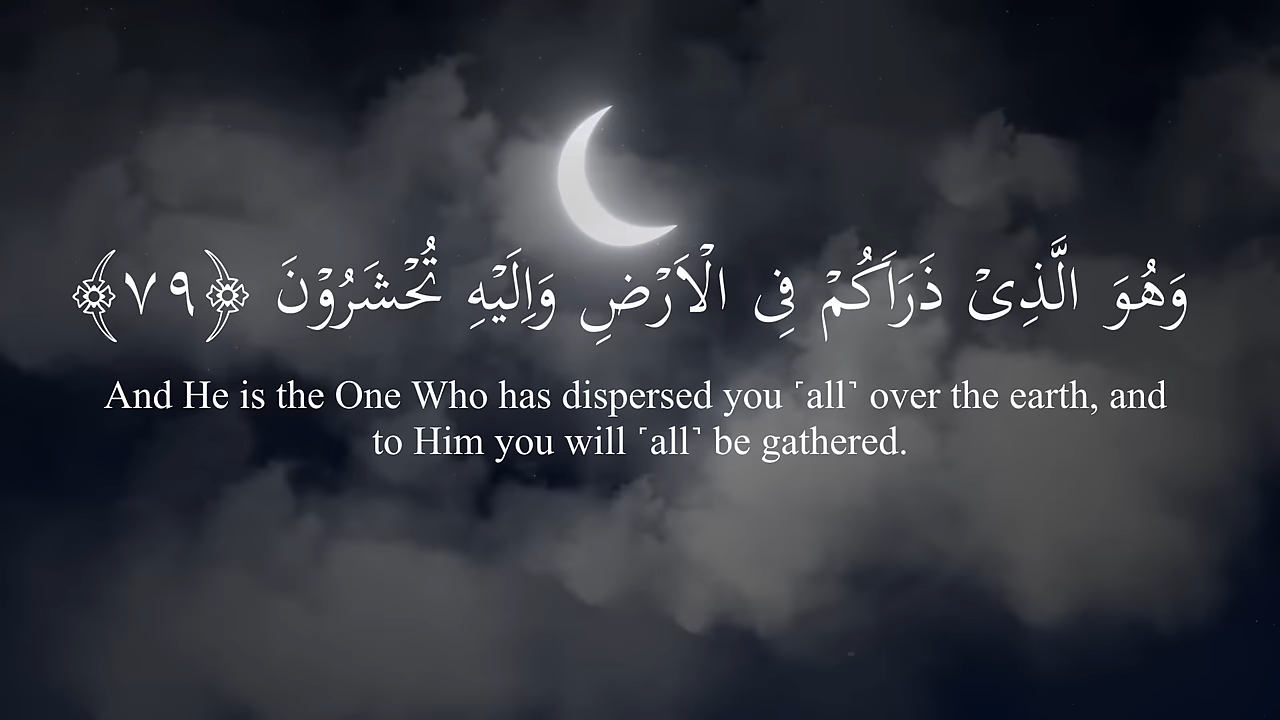 وَهُوَ الَّذِیْ ذَرَاَكُمْ فِی الْاَرْضِ وَاِلَیْهِ تُحْشَرُوْنَ ﴿۷۹﴾
And He is the One Who has dispersed you ˹all˺ over the earth, and
to Him you will ˹all˺ be gathered.